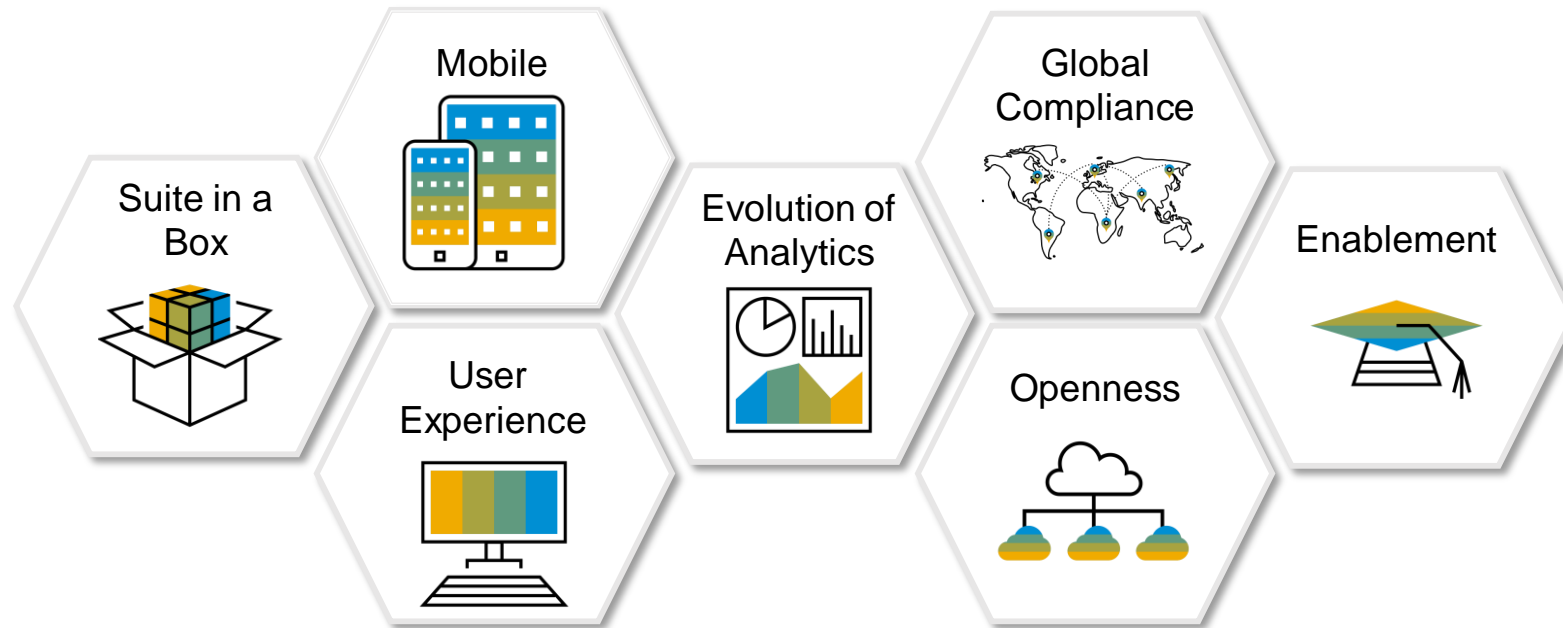 Suite in a
Box
Mobile
User
Experience
Evolution of
Analytics
Global
Compliance
Openness
Enablement